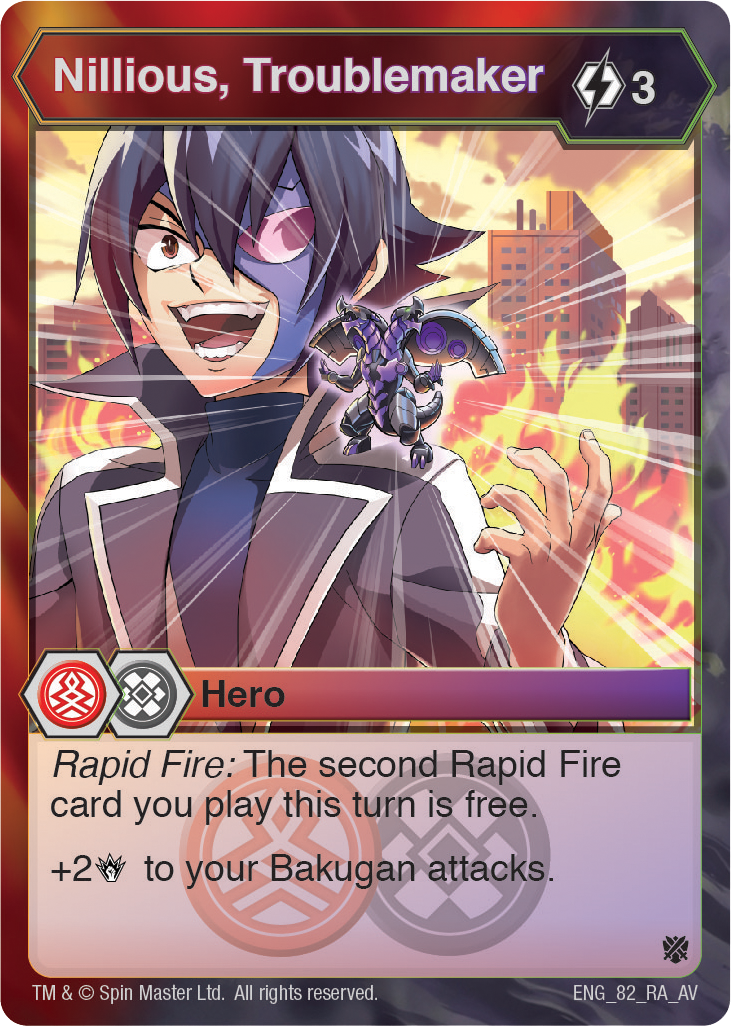 Nillious, Troublemaker
3
Hero
Rapid Fire: The second Rapid Fire
card you play this turn is free.
+2 to your Bakugan attacks.
TM & © Spin Master Ltd. All rights reserved.
ENG_82_RA_AV